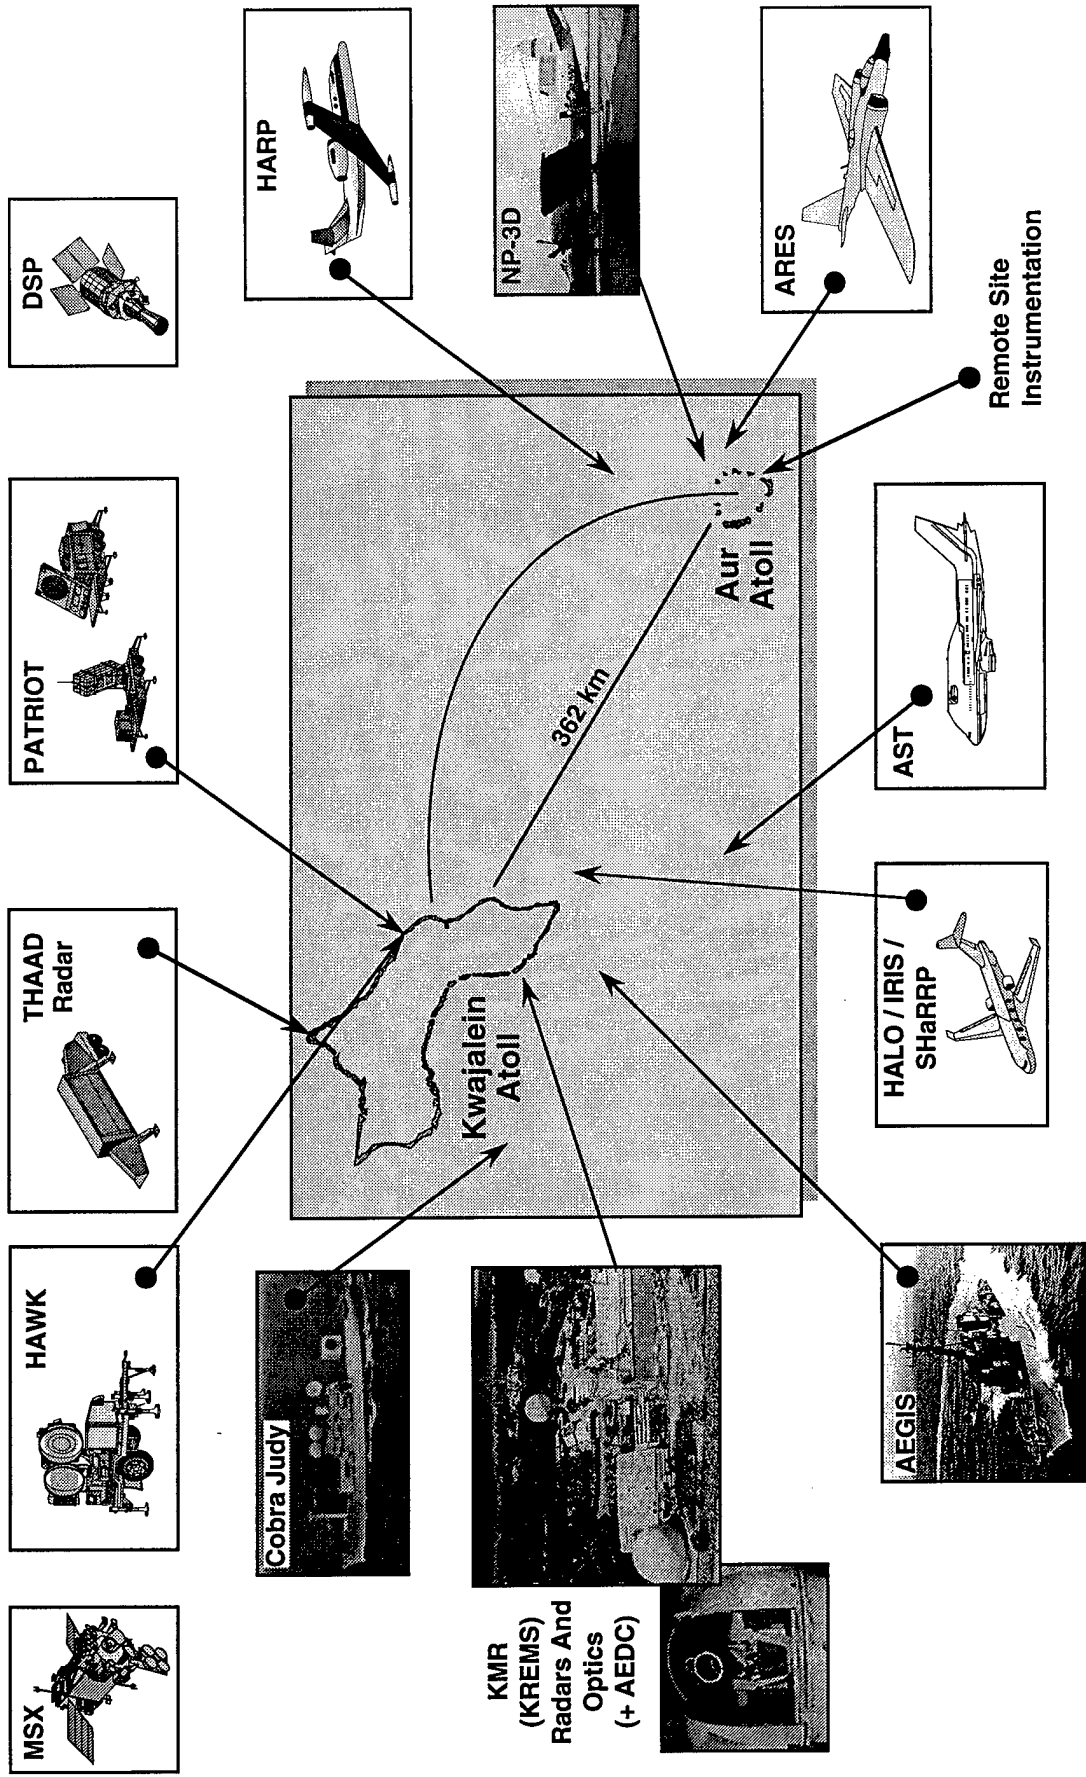 MSX
HAWK
THAAD
Radar
PATRIOT
DSP
Cobra Judy
HARP
KMR
(KREMS)
Radars And
Optics
(+ AEDC)
Kwajalein
Atoll
362 km
Aur
Atoll
NP-3D
ARES
AEGIS
HALO / IRIS /
SHaRRP
AST
Remote Site
Instrumentation